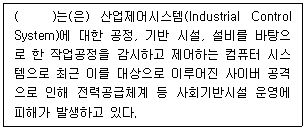 (        )는(은) 산업제어시스템(Industrial Control
System)에 대한 공정, 기반 시설, 설비를 바탕으
로 한 작업공정을 감시하고 제어하는 컴퓨터 시스
템으로 최근 이를 대상으로 이루어진 사이버 공격
으로 인해 전력공급체계 등 사회기반시설 운영에
피해가 발생하고 있다.